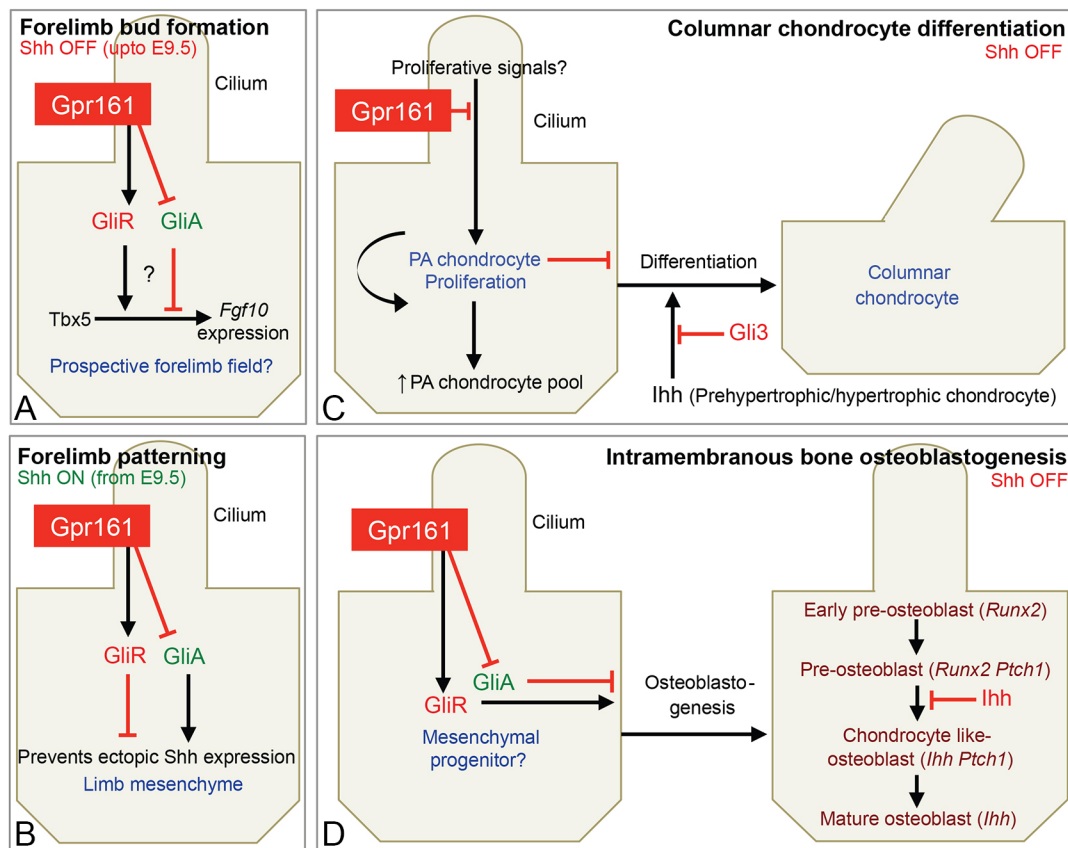 Forelimb bud formation
Shh OFF (upto E9.5)
Cilium
Gpr161
GliR
GliA
?
Tbx5
Fgf10
expression
Prospective forelimb field?
A
Columnar chondrocyte differentiation
Shh OFF
Proliferative signals?
Gpr161
Cilium
PA chondrocyte
Proliferation
↑PA chondrocyte pool
Differentiation
Gli3
Ihh (Prehypertrophic/hypertrophic chondrocyte)
Columnar
chondrocyte
C
Forelimb patterning
Shh ON (from E9.5)
Cilium
Gpr161
GliR
GliA
Prevents ectopic Shh expression
Limb mesenchyme
B
Intramembranous bone osteoblastogenesis
Shh OFF
Gpr161
Cilium
GliA
GliR
Mesenchymal
progenitor?
Osteoblasto-
genesis
Early pre-osteoblast (Runx2)
Pre-osteoblast (Runx2 Ptch1)
Ihh
Chondrocyte like-
osteoblast (Ihh Ptch1)
Mature osteoblast (Ihh)
D